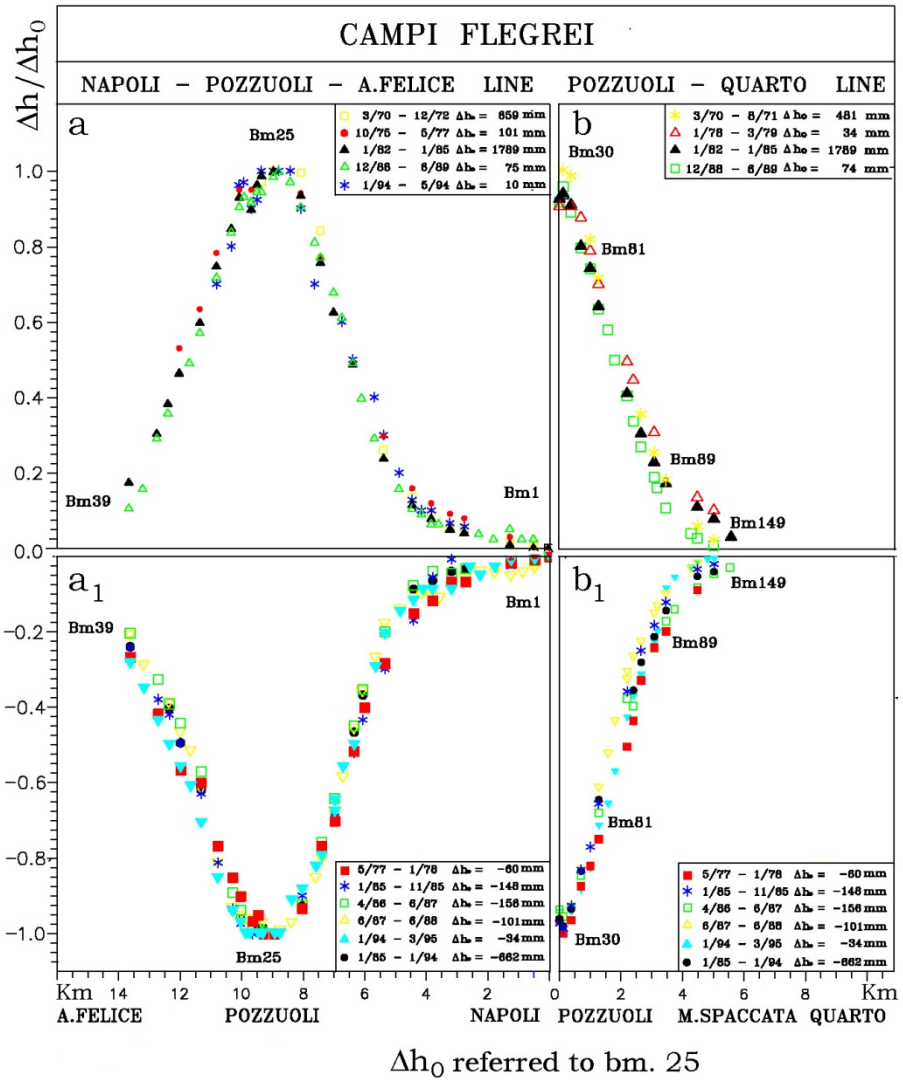 CAMPI FLEGREI
NAPOLI – POZZUOLI – A.FELICE LINE
POZZUOLI – QUARTO LINE
Δh/Δh₀
a
3/70 – 12/72 Δh₀ = 659 mm
10/75 – 5/77 Δh₀ = 101 mm
1/82 – 1/85 Δh₀ = 1789 mm
12/88 – 6/89 Δh₀ = 75 mm
1/94 – 5/94 Δh₀ = 10 mm
Bm25
Bm39
Bm1
1.0
0.8
0.6
0.4
0.2
0.0
b
3/70 – 8/71 Δh₀ = 481 mm
1/78 – 3/79 Δh₀ = 34 mm
1/82 – 1/85 Δh₀ = 1789 mm
12/88 – 6/89 Δh₀ = 74 mm
Bm30
Bm81
Bm89
Bm149
a₁
Bm39
Bm1
Bm25
-0.2
-0.4
-0.6
-0.8
-1.0
5/77 – 1/78 Δh₀ = -60 mm
1/85 – 11/85 Δh₀ = -148 mm
4/86 – 6/87 Δh₀ = -156 mm
6/87 – 6/88 Δh₀ = -101 mm
1/94 – 3/95 Δh₀ = -34 mm
1/85 – 1/94 Δh₀ = -662 mm
b₁
Bm149
Bm89
Bm81
Bm30
5/77 – 1/78 Δh₀ = -60 mm
1/85 – 11/85 Δh₀ = -148 mm
4/86 – 6/87 Δh₀ = -156 mm
6/87 – 6/88 Δh₀ = -101 mm
1/94 – 3/95 Δh₀ = -34 mm
1/85 – 1/94 Δh₀ = -662 mm
Km 14 12 10 8 6 4 2 0 2 4 6 8 Km
A.FELICE POZZUOLI NAPOLI POZZUOLI M.SPACCATA QUARTO
Δh₀ referred to bm. 25